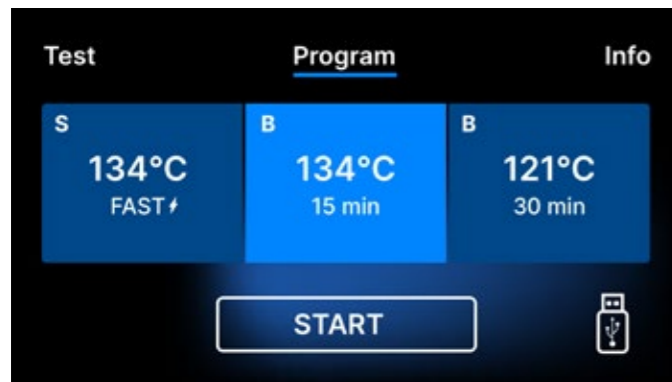 Test Program Info
S B B
134°C 134°C 121°C
FAST 15 min 30 min
START